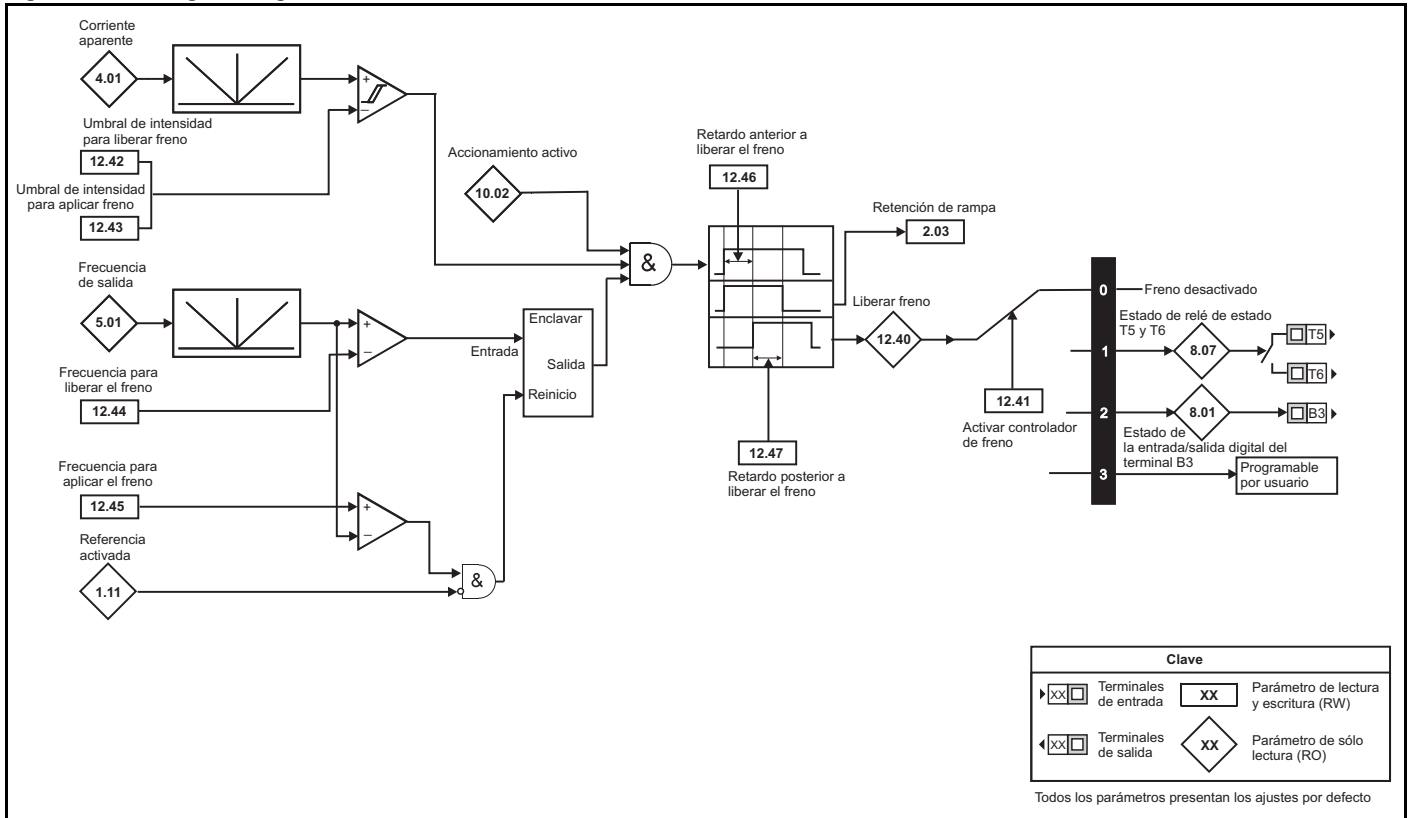 Corriente
aparente
4.01
+
−
Umbral de intensidad
para liberar freno
12.42
Umbral de intensidad
para aplicar freno
12.43
Accionamiento activo
10.02
&
Retardo anterior a
liberar el freno
12.46
Retención de rampa
2.03
Frecuencia
de salida
5.01
+
−
Frecuencia para
liberar el freno
12.44
Enclavar
Entrada
Salida
Reinicio
Liberar freno
12.40
12.47
Retardo posterior a
liberar el freno
12.41
Activar controlador
de freno
0
Freno desactivado
Estado de relé de estado
T5 y T6
1
8.07
T5
T6
2
8.01
B3
Estado de
la entrada/salida digital del
terminal B3
3
Programable
por usuario
Frecuencia para
aplicar el freno
12.45
+
−
Referencia
activada
1.11
&
Clave
XX
Terminales
de entrada
XX
Parámetro de lectura
y escritura (RW)
XX
Terminales
de salida
XX
Parámetro de sólo
lectura (RO)
Todos los parámetros presentan los ajustes por defecto